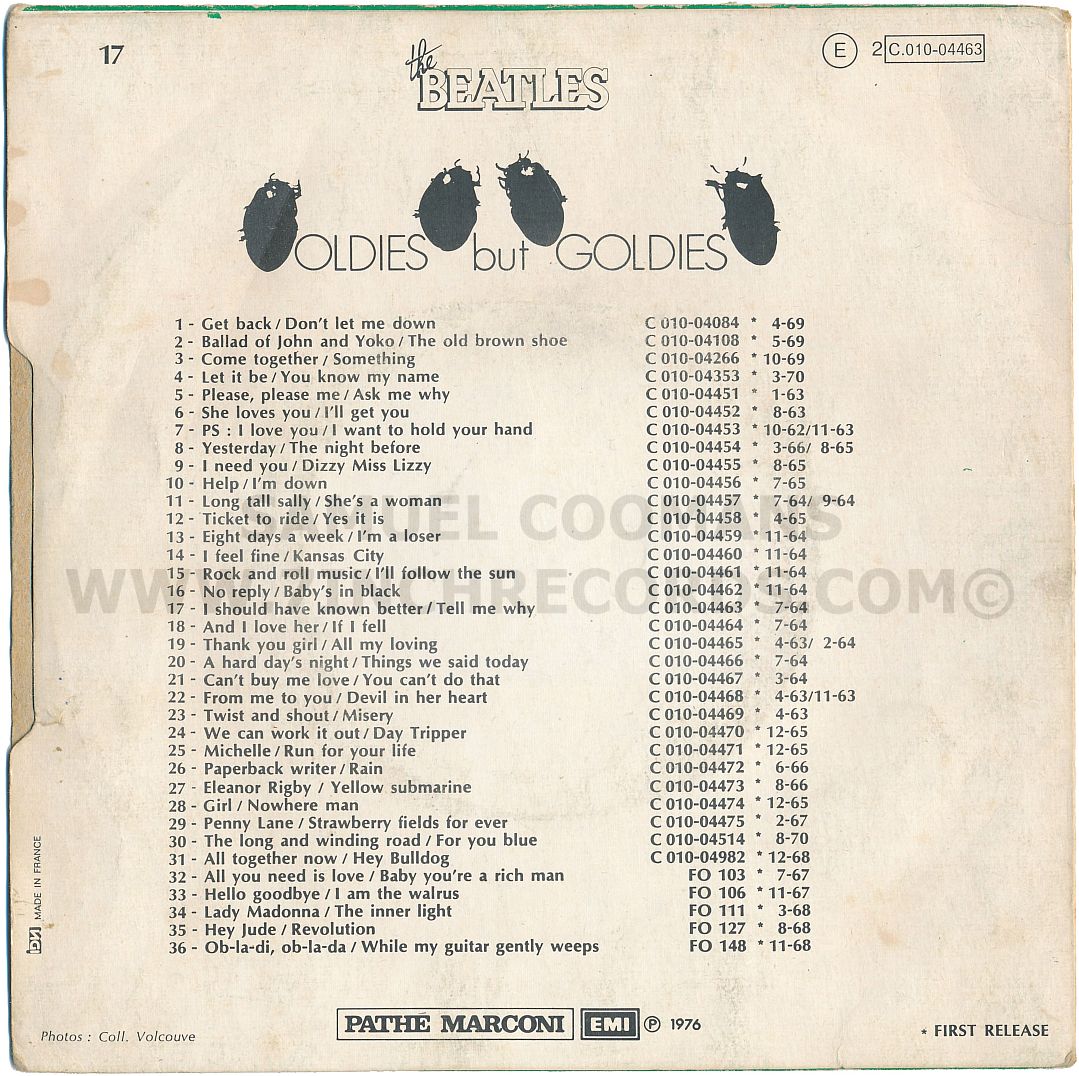 17
the BEATLES
E 2 C.010-04463
OLDIES but GOLDIES
1 - Get back / Don't let me down C 010-04084 * 4-69
2 - Ballad of John and Yoko / The old brown shoe C 010-04108 * 5-69
3 - Come together / Something C 010-04266 * 10-69
4 - Let it be / You know my name C 010-04353 * 3-70
5 - Please, please me / Ask me why C 010-04451 * 1-63
6 - She loves you / I'll get you C 010-04452 * 8-63
7 - PS : I love you / I want to hold your hand C 010-04453 * 10-62/11-63
8 - Yesterday / The night before C 010-04454 * 3-66/ 8-65
9 - I need you / Dizzy Miss Lizzy C 010-04455 * 8-65
10 - Help / I'm down C 010-04456 * 7-65
11 - Long tall sally / She's a woman C 010-04457 * 7-64/ 9-64
12 - Ticket to ride / Yes it is C 010-04458 * 4-65
13 - Eight days a week / I'm a loser C 010-04459 * 11-64
14 - I feel fine / Kansas City C 010-04460 * 11-64
15 - Rock and roll music / I'll follow the sun C 010-04461 * 11-64
16 - No reply / Baby's in black C 010-04462 * 11-64
17 - I should have known better / Tell me why C 010-04463 * 7-64
18 - And I love her / If I fell C 010-04464 * 7-64
19 - Thank you girl / All my loving C 010-04465 * 4-63/ 2-64
20 - A hard day's night / Things we said today C 010-04466 * 7-64
21 - Can't buy me love / You can't do that C 010-04467 * 3-64
22 - From me to you / Devil in her heart C 010-04468 * 4-63/11-63
23 - Twist and shout / Misery C 010-04469 * 4-63
24 - We can work it out / Day Tripper C 010-04470 * 12-65
25 - Michelle / Run for your life C 010-04471 * 12-65
26 - Paperback writer / Rain C 010-04472 * 6-66
27 - Eleanor Rigby / Yellow submarine C 010-04473 * 8-66
28 - Girl / Nowhere man C 010-04474 * 12-65
29 - Penny Lane / Strawberry fields for ever C 010-04475 * 2-67
30 - The long and winding road / For you blue C 010-04514 * 8-70
31 - All together now / Hey Bulldog C 010-04982 * 12-68
32 - All you need is love / Baby you're a rich man FO 103 * 7-67
33 - Hello goodbye / I am the walrus FO 106 * 11-67
34 - Lady Madonna / The inner light FO 111 * 3-68
35 - Hey Jude / Revolution FO 127 * 8-68
36 - Ob-la-di, ob-la-da / While my guitar gently weeps FO 148 * 11-68
SAMUEL
MADE IN FRANCE
Photos : Coll. Volcouve
PATHE MARCONI EMI ℗ 1976
* FIRST RELEASE